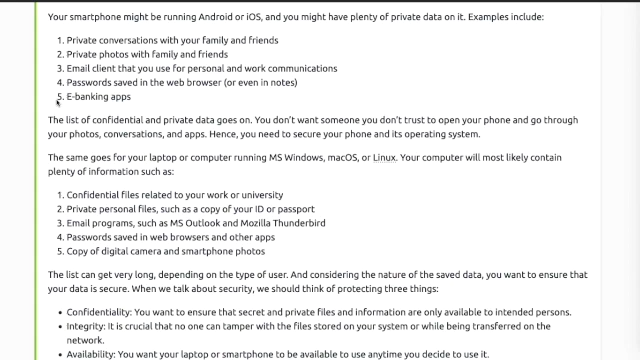 Your smartphone might be running Android or iOS, and you might have plenty of private data on it. Examples include:
1. Private conversations with your family and friends
2. Private photos with family and friends
3. Email client that you use for personal and work communications
4. Passwords saved in the web browser (or even in notes)
5. E-banking apps
The list of confidential and private data goes on. You don't want someone you don't trust to open your phone and go through
your photos, conversations, and apps. Hence, you need to secure your phone and its operating system.
The same goes for your laptop or computer running MS Windows, macOS, or Linux. Your computer will most likely contain
plenty of information such as:
1. Confidential files related to your work or university
2. Private personal files, such as a copy of your ID or passport
3. Email programs, such as MS Outlook and Mozilla Thunderbird
4. Passwords saved in web browsers and other apps
5. Copy of digital camera and smartphone photos
The list can get very long, depending on the type of user. And considering the nature of the saved data, you want to ensure that
your data is secure. When we talk about security, we should think of protecting three things:
• Confidentiality: You want to ensure that secret and private files and information are only available to intended persons.
• Integrity: It is crucial that no one can tamper with the files stored on your system or while being transferred on the
network.
• Availability: You want your laptop or smartphone to be available to use anytime you decide to use it.